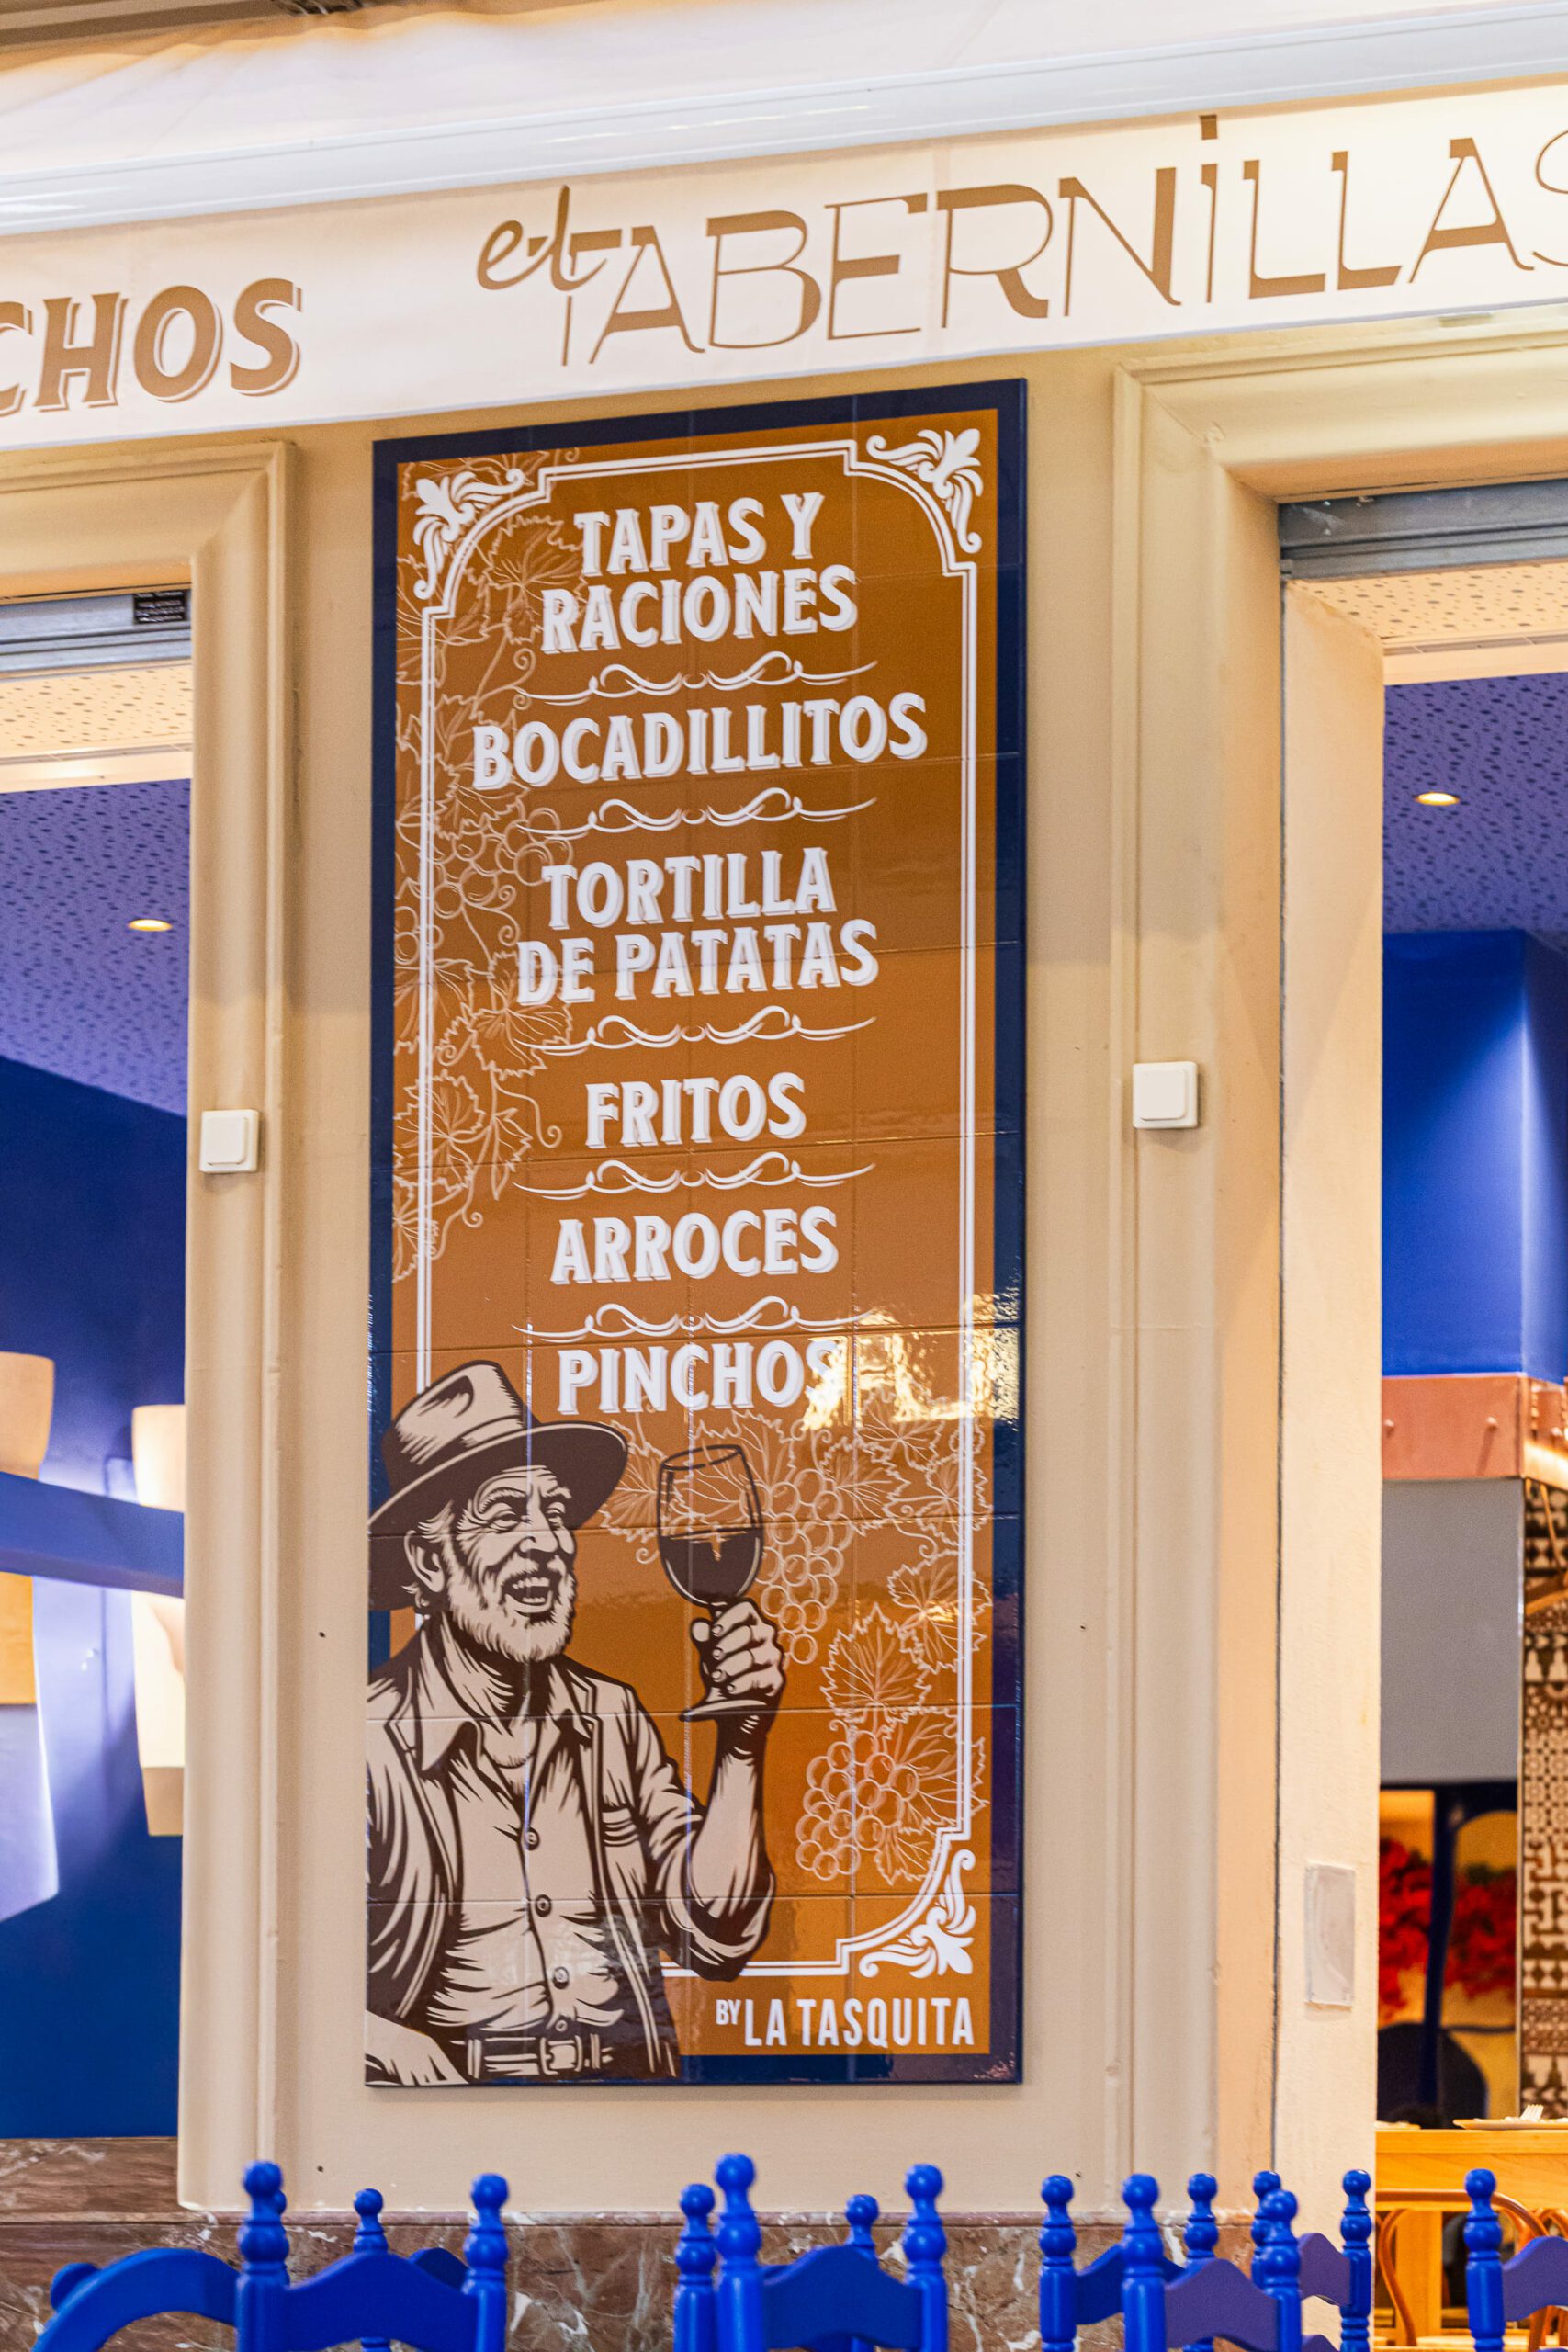 CHOS
el TABERNILLAS
TAPAS Y
RACIONES
BOCADILLITOS
TORTILLA
DE PATATAS
FRITOS
ARROCES
PINCHOS
BY LA TASQUITA